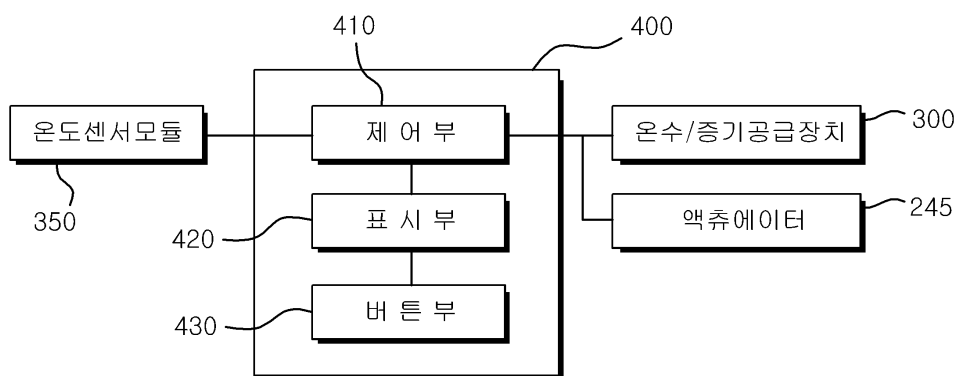 410
400
온도센서모듈
제 어 부
온수/증기공급장치
300
350
표 시 부
420
액츄에이터
245
버 튼 부
430